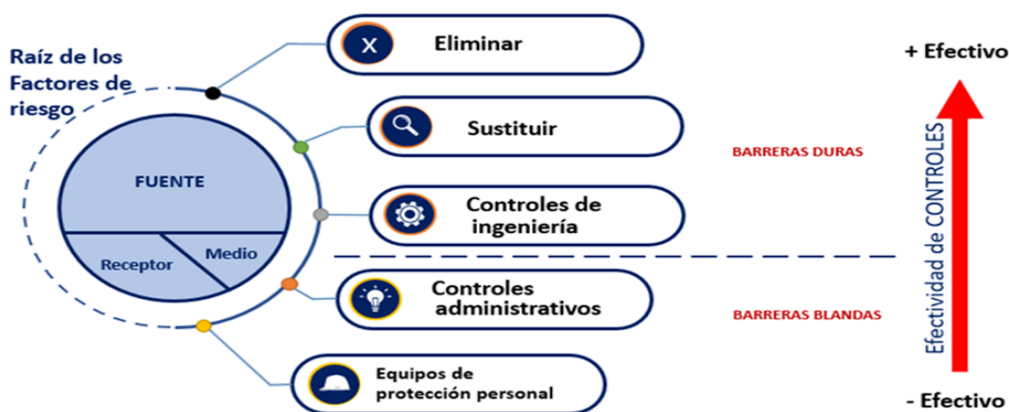 Raíz de los
Factores de
riesgo
FUENTE
Receptor
Medio
X
Eliminar
Sustituir
Controles de
ingeniería
Controles
administrativos
Equipos de
protección personal
BARRERAS DURAS
BARRERAS BLANDAS
+ Efectivo
Efectividad de CONTROLES
- Efectivo